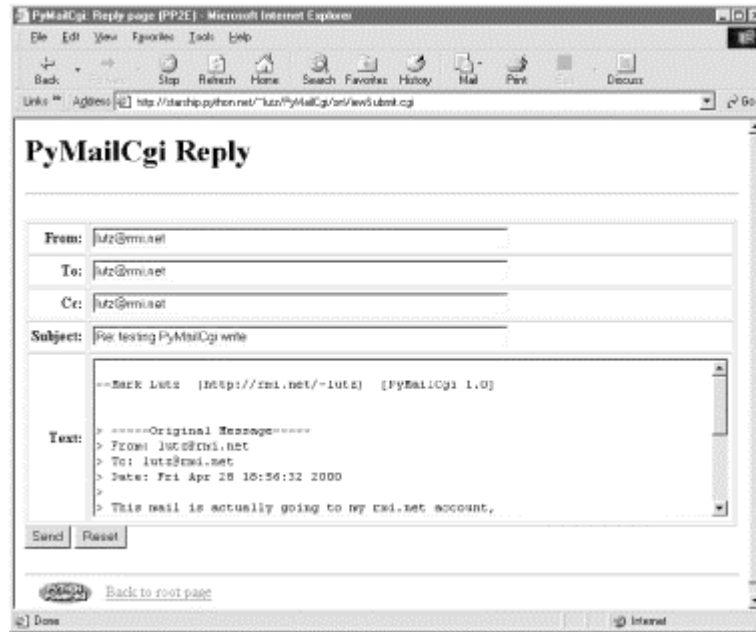 PyMailCgi: Reply page (PP2E) - Microsoft Internet Explorer
File Edit View Favorites Tools Help
Back Stop Refresh Home Search Favorites History Mail Print Edit Discuss
Links Address http://starship.python.net/~lutz/PyMailCgi/onViewSubmit.cgi Go
PyMailCgi Reply
From: lutz@rmi.net
To: lutz@rmi.net
Cc: lutz@rmi.net
Subject: Re: testing PyMailCgi write
Text:
--Mark Lutz (http://rmi.net/~lutz) [PyMailCgi 1.0]
> -----Original Message-----
> From: lutz@rmi.net
> To: lutz@rmi.net
> Date: Fri Apr 28 18:56:32 2000
>
> This mail is actually going to my rmi.net account,
Send Reset
Back to root page
Done Internet